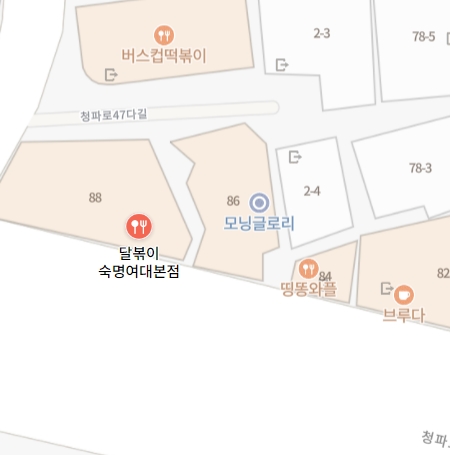 2-3
78-5
버스컵떡볶이
청파로47다길
78-3
2-4
88
86
모닝글로리
달볶이
숙명여대본점
84
82
띵똥와플
브루다
청파